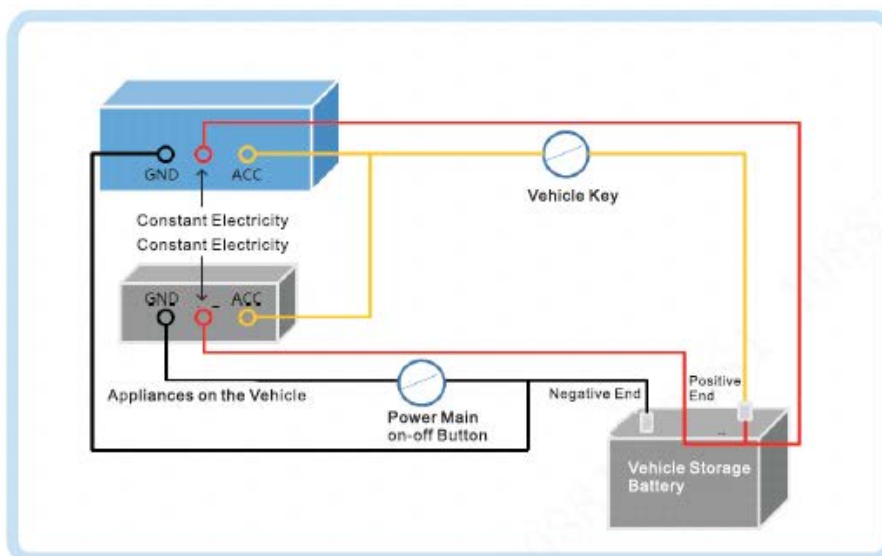 GND ACC
Vehicle Key
Constant Electricity
Constant Electricity
GND ACC
Appliances on the Vehicle
Power Main
on-off Button
Negative End
Positive
End
Vehicle Storage
Battery